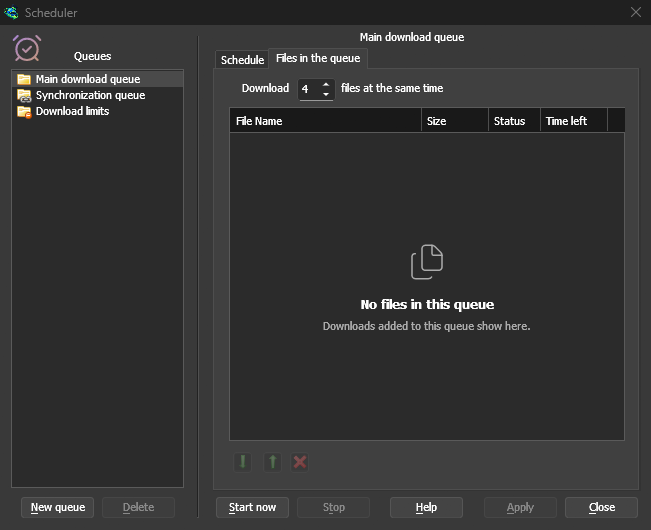 Scheduler
Queues
Main download queue
Synchronization queue
Download limits
New queue
Delete
Main download queue
Schedule
Files in the queue
Download 4 files at the same time
File Name Size Status Time left
No files in this queue
Downloads added to this queue show here.
Start now
Stop
Help
Apply
Close